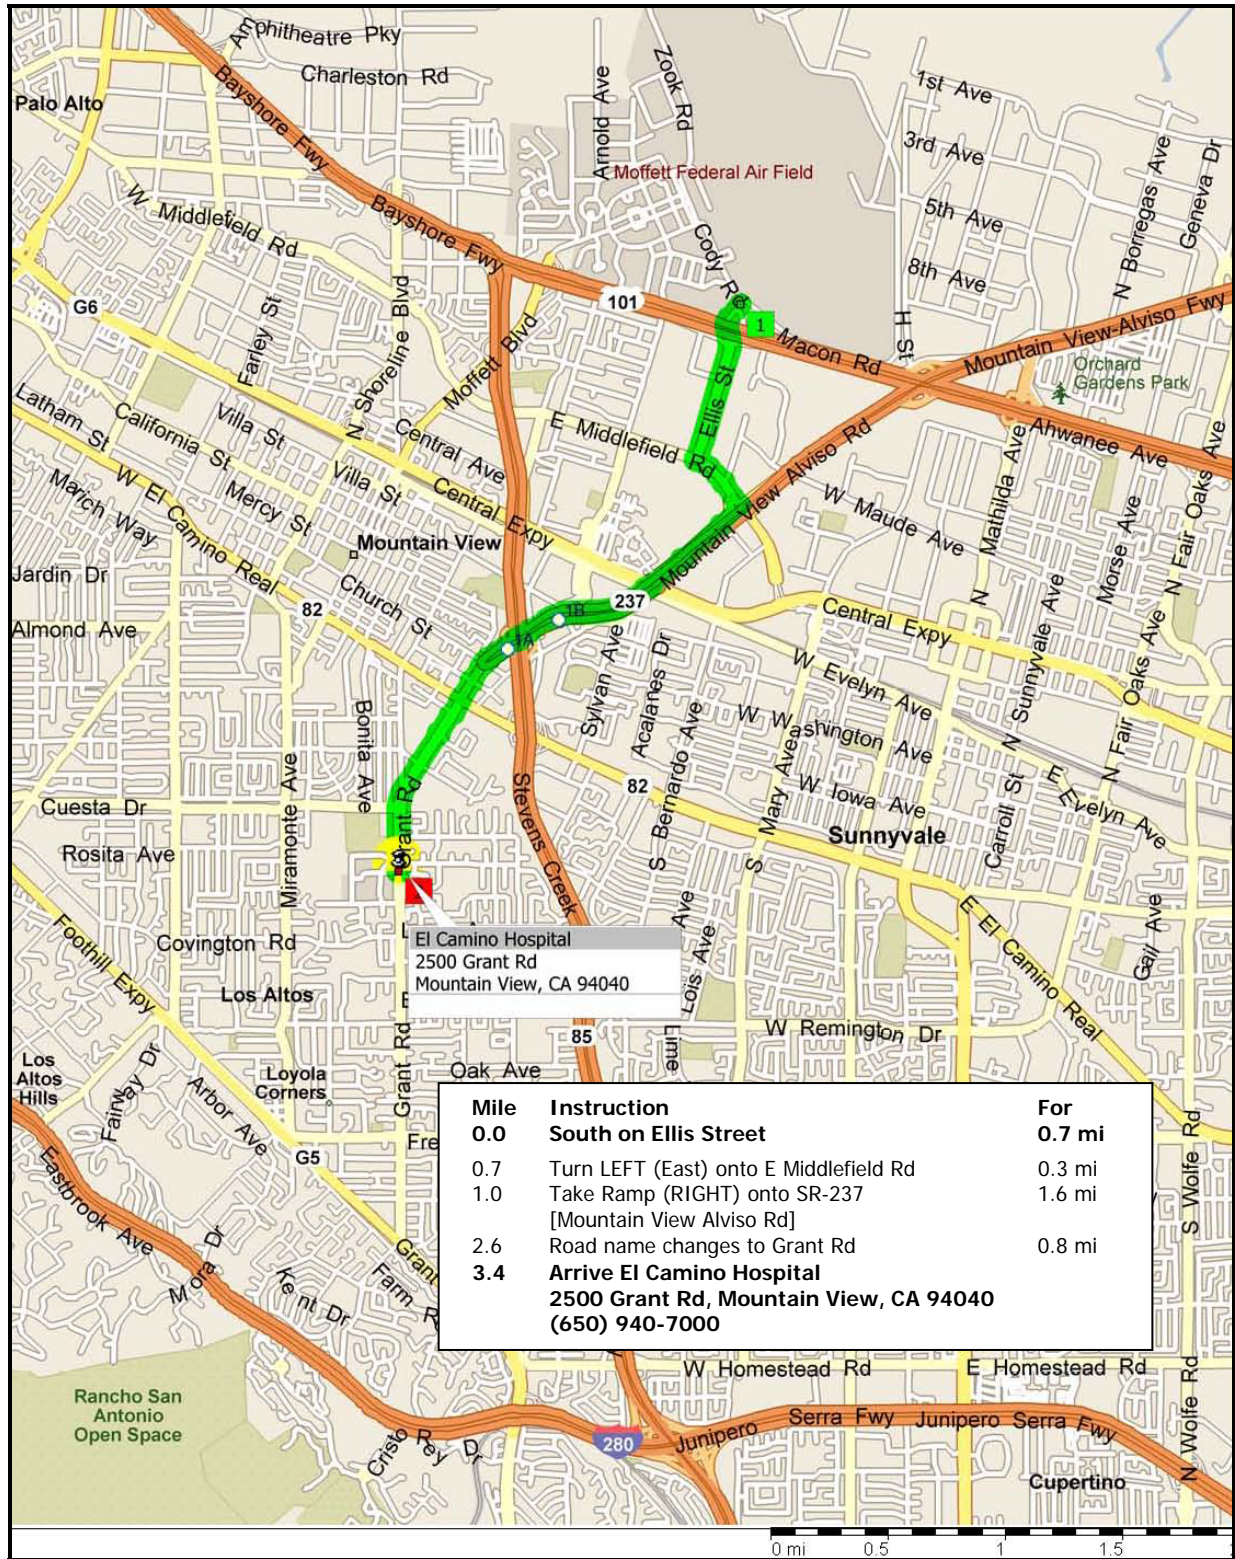 Amphitheatre Pky
Charleston Rd
Palo Alto
Bayshore Fwy
Arnold Ave
Zook Rd
1st Ave
3rd Ave
Moffett Federal Air Field
5th Ave
8th Ave
N Borregas Ave
Geneva Dr
W Middlefield Rd
Bayshore Fwy
Cody Rd
G6
Farley St
N Shoreline Blvd
Moffett Blvd
101
1
Macon Rd
H St
Mountain View-Alviso Fwy
Orchard
Gardens Park
Latham St
California St
Villa St
Central Ave
E Middlefield Rd
Ellis St
Ahwanee Ave
W El Camino Real
Marich Way
Mercy St
Villa St
Central Expy
Mountain View Alviso Rd
W Maude Ave
N Mathilda Ave
Morse Ave
N Fair Oaks Ave
Mountain View
Jardin Dr
Church St
82
Almond Ave
237
1B
1A
Central Expy
Sylvan Ave
Acalanes Dr
W Evelyn Ave
N Sunnyvale Ave
N Fair Oaks Ave
Bonita Ave
S Bernardo Ave
W Washington Ave
S Mary Ave
W Iowa Ave
Carroll St
E Evelyn Ave
82
Cuesta Dr
Grant Rd
Miramonte Ave
Stevens Creek
Sunnyvale
Rosita Ave
Foothill Expy
Covington Rd
Los Altos
El Camino Hospital
2500 Grant Rd
Mountain View, CA 94040
Lois Ave
E El Camino Real
Gail Ave
85
W Remington Dr
Grant Rd
Oak Ave
Los
Altos
Hills
Fairway Dr
Loyola
Corners
Arbor Ave
G5
Fre
Eastbrook Ave
Mora Dr
Kent Dr
Grant
Farm R
S Wolfe Rd
Mile Instruction For
0.0 South on Ellis Street 0.7 mi
0.7 Turn LEFT (East) onto E Middlefield Rd 0.3 mi
1.0 Take Ramp (RIGHT) onto SR-237 1.6 mi
[Mountain View Alviso Rd]
2.6 Road name changes to Grant Rd 0.8 mi
3.4 Arrive El Camino Hospital
2500 Grant Rd, Mountain View, CA 94040
(650) 940-7000
W Homestead Rd
E Homestead Rd
Rancho San
Antonio
Open Space
Cristo Rey Dr
280
Junipero Serra Fwy
Junipero Serra Fwy
N Wolfe Rd
Cupertino
0 mi 0.5 1 1.5